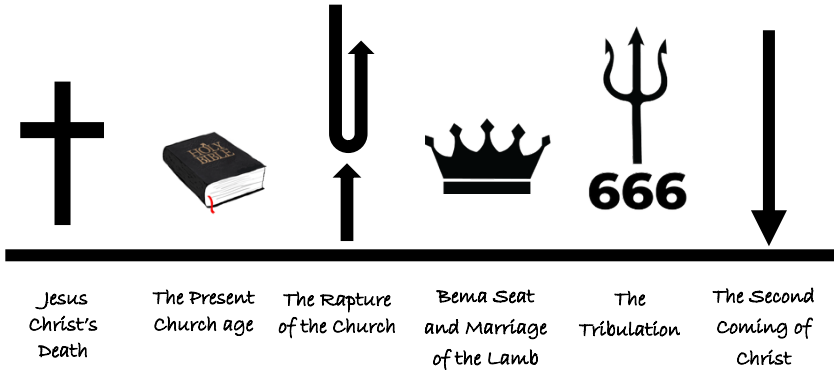 HOLY
BIBLE
666
Jesus
Christ's
Death
The Present
Church age
The Rapture
of the Church
Bema Seat
and Marriage
of the Lamb
The
Tribulation
The Second
Coming of
Christ